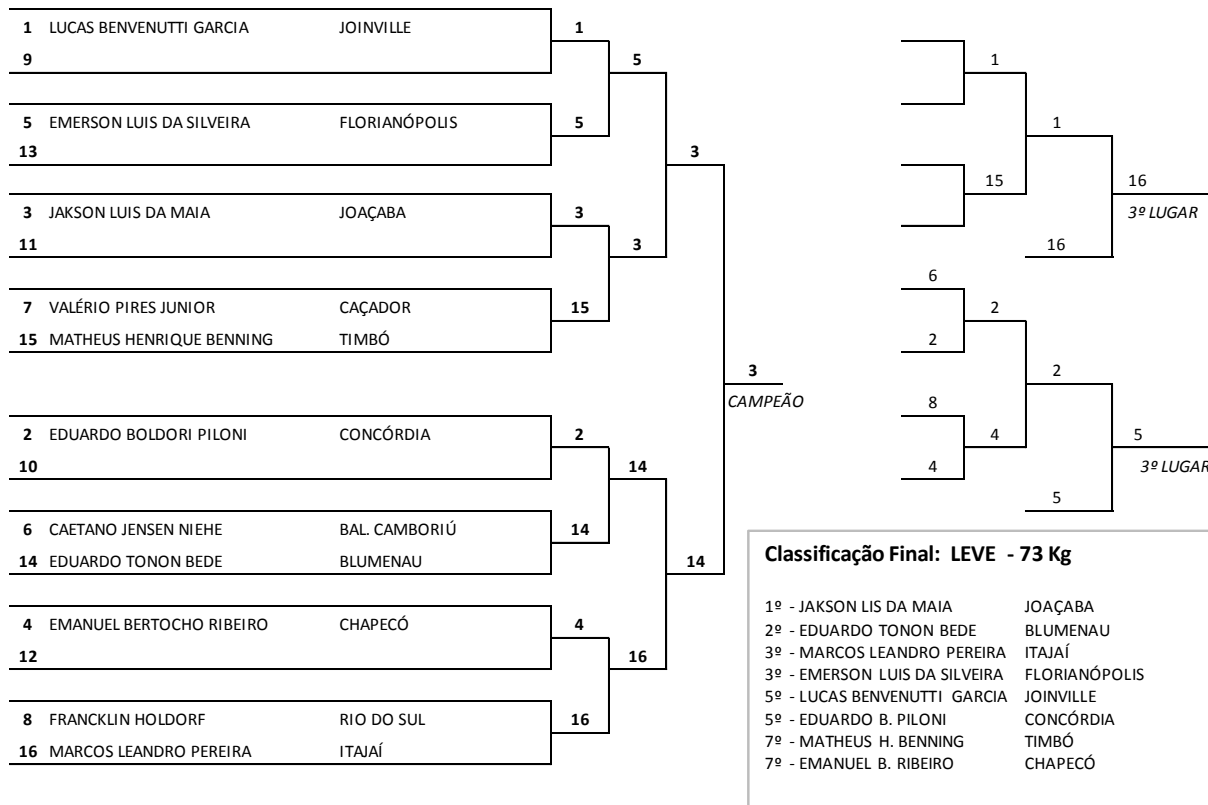 1 LUCAS BENVENUTTI GARCIA JOINVILLE
9
5 EMERSON LUIS DA SILVEIRA FLORIANÓPOLIS
13
3 JAKSON LUIS DA MAIA JOAÇABA
11
7 VALÉRIO PIRES JUNIOR CAÇADOR
15 MATHEUS HENRIQUE BENNING TIMBÓ
2 EDUARDO BOLDORI PILONI CONCÓRDIA
10
6 CAETANO JENSEN NIEHE BAL. CAMBORIÚ
14 EDUARDO TONON BEDE BLUMENAU
4 EMANUEL BERTOCHO RIBEIRO CHAPECÓ
12
8 FRANCKLIN HOLDORF RIO DO SUL
16 MARCOS LEANDRO PEREIRA ITAJAÍ
1
5
3
15
2
14
4
16
5
3
14
16
3
14
3
CAMPEÃO
1
15
1
16
16
3º LUGAR
6
2
8
4
2
4
2
5
5
3º LUGAR
Classificação Final: LEVE - 73 Kg
1º - JAKSON LIS DA MAIA JOAÇABA
2º - EDUARDO TONON BEDE BLUMENAU
3º - MARCOS LEANDRO PEREIRA ITAJAÍ
3º - EMERSON LUIS DA SILVEIRA FLORIANÓPOLIS
5º - LUCAS BENVENUTTI GARCIA JOINVILLE
5º - EDUARDO B. PILONI CONCÓRDIA
7º - MATHEUS H. BENNING TIMBÓ
7º - EMANUEL B. RIBEIRO CHAPECÓ